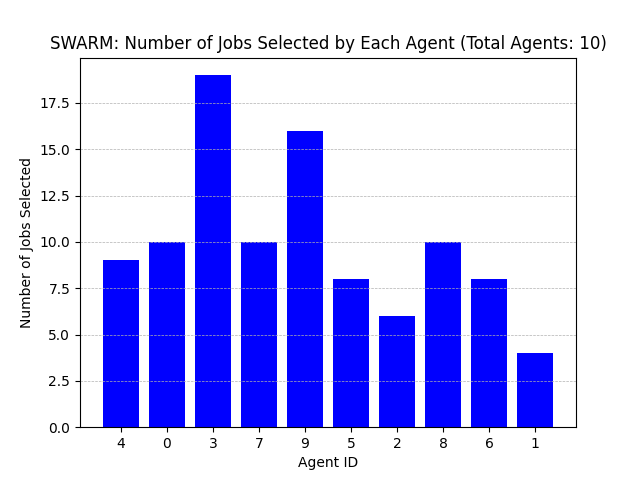 SWARM: Number of Jobs Selected by Each Agent (Total Agents: 10)
Number of Jobs Selected
17.5
15.0
12.5
10.0
7.5
5.0
2.5
0.0
4 0 3 7 9 5 2 8 6 1
Agent ID